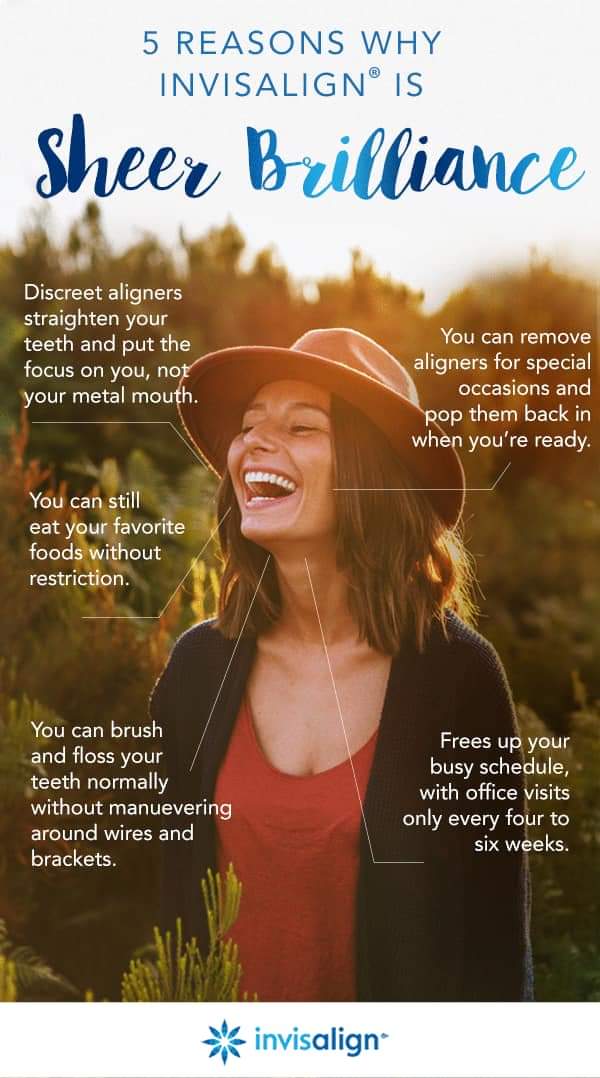 5 REASONS WHY
INVISALIGN® IS
Sheer Brilliance
Discreet aligners
straighten your
teeth and put the
focus on you, not
your metal mouth.
You can remove
aligners for special
occasions and
pop them back in
when you're ready.
You can still
eat your favorite
foods without
restriction.
You can brush
and floss your
teeth normally
without manuevering
around wires and
brackets.
Frees up your
busy schedule,
with office visits
only every four to
six weeks.
invisalign